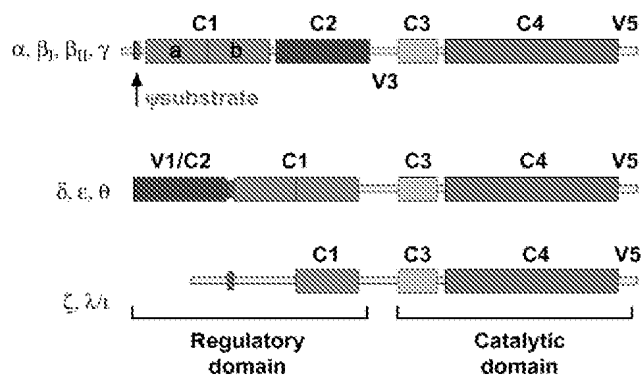 C1 C2 C3 C4 V5
α, βI, βII, γ a b
V3
ψsubstrate
V1/C2 C1 C3 C4 V5
δ, ε, θ
C1 C3 C4 V5
ζ, λ/ι
Regulatory domain
Catalytic domain